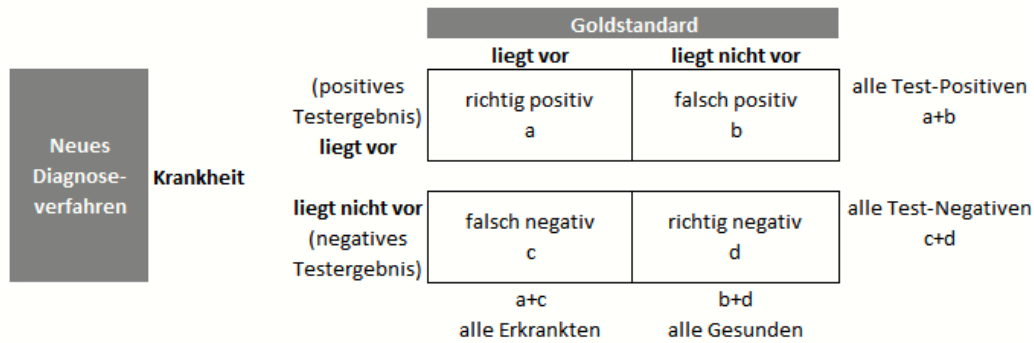 Goldstandard
liegt vor
liegt nicht vor
Neues
Diagnose-
verfahren
Krankheit
(positives
Testergebnis)
liegt vor
richtig positiv
a
falsch positiv
b
alle Test-Positiven
a+b
liegt nicht vor
(negatives
Testergebnis)
falsch negativ
c
richtig negativ
d
alle Test-Negativen
c+d
a+c
alle Erkrankten
b+d
alle Gesunden